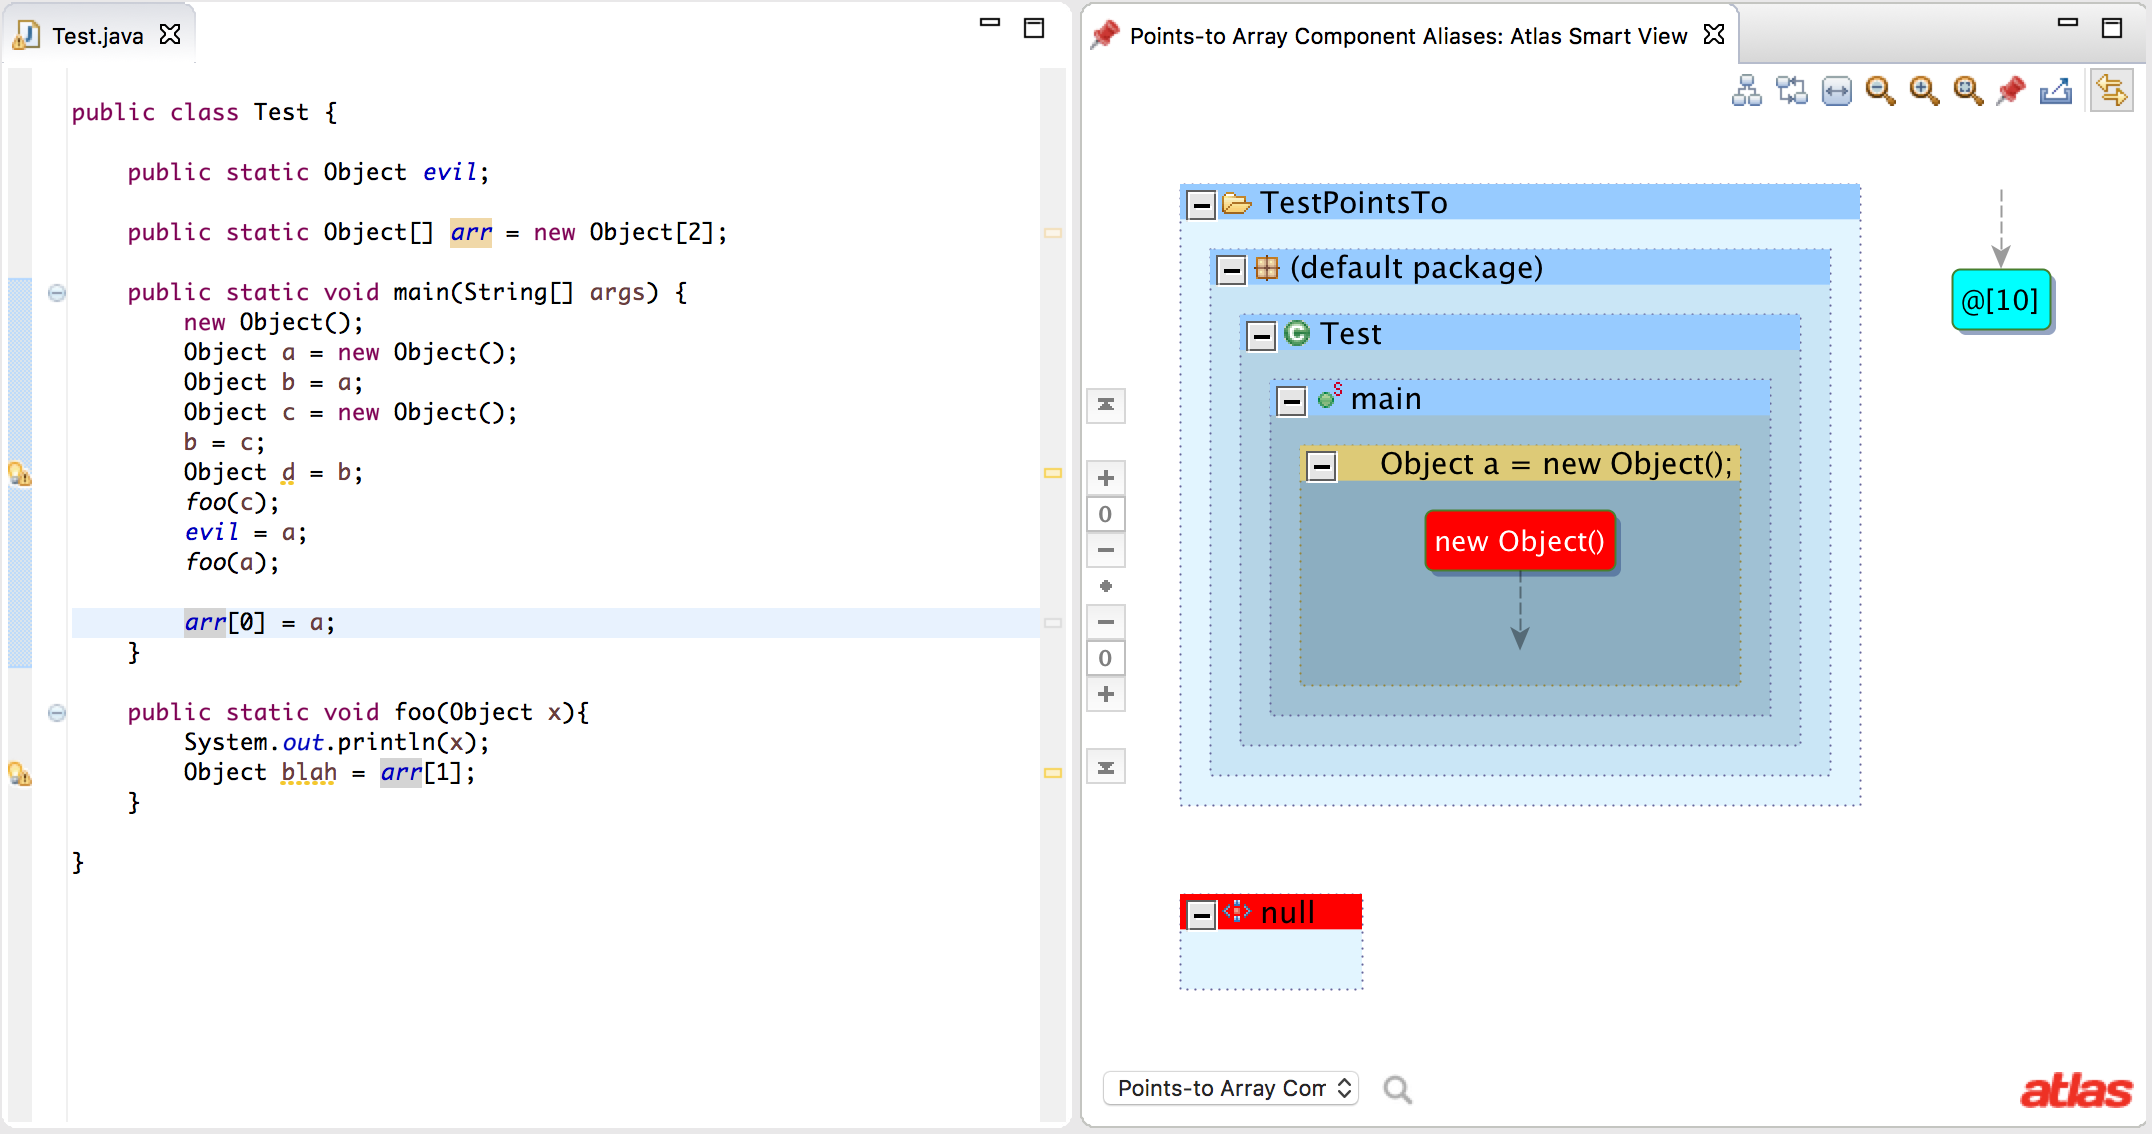 Test.java
public class Test {
public static Object evil;
public static Object[] arr = new Object[2];
public static void main(String[] args) {
new Object();
Object a = new Object();
Object b = a;
Object c = new Object();
b = c;
Object d = b;
foo(c);
evil = a;
foo(a);
arr[0] = a;
}
public static void foo(Object x){
System.out.println(x);
Object blah = arr[1];
}
}
Points-to Array Component Aliases: Atlas Smart View
TestPointsTo
(default package)
Test
main
Object a = new Object();
new Object()
@[10]
null
+
0
−
−
0
+
Points-to Array Com
atlas